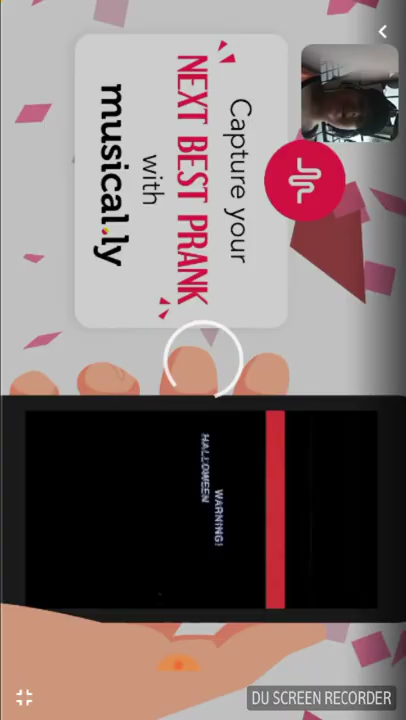 Capture your
NEXT BEST PRANK
with
musical.ly
WARNING!
HALLOWEEN
DU SCREEN RECORDER